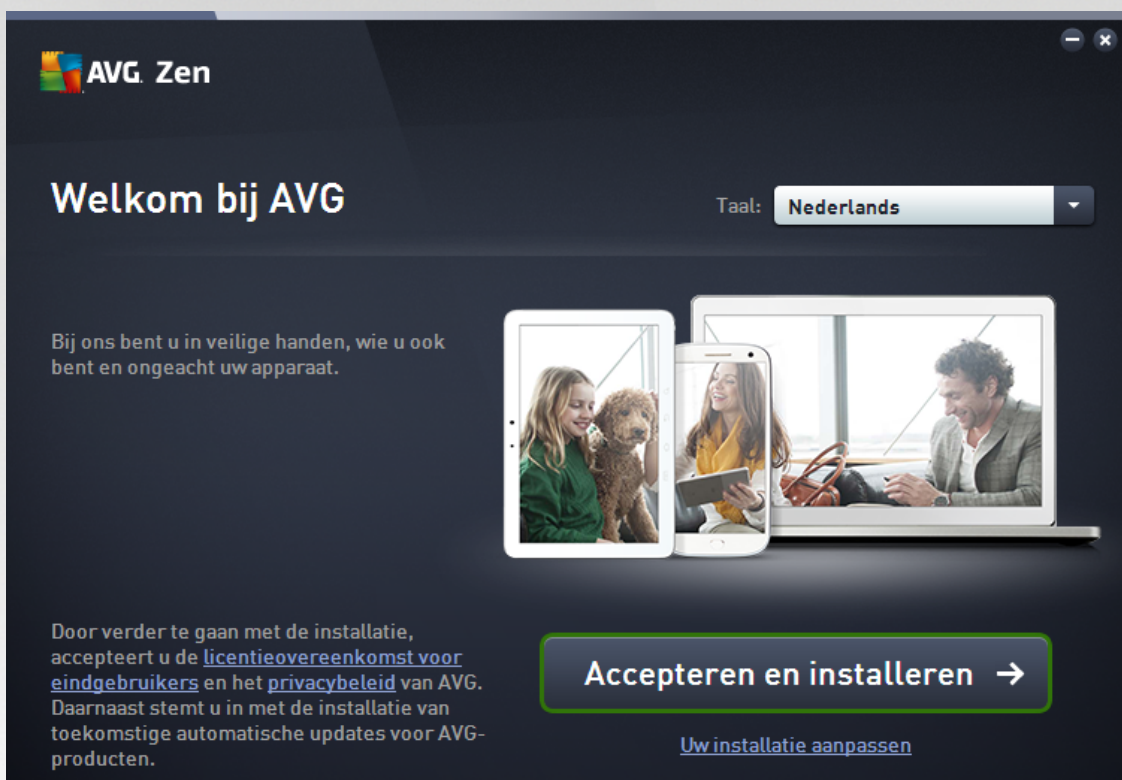 AVG. Zen
Welkom bij AVG
Taal: Nederlands
Bij ons bent u in veilige handen, wie u ook
bent en ongeacht uw apparaat.
Door verder te gaan met de installatie,
accepteert u de licentieovereenkomst voor
eindgebruikers en het privacybeleid van AVG.
Daarnaast stemt u in met de installatie van
toekomstige automatische updates voor AVG-
producten.
Accepteren en installeren →
Uw installatie aanpassen